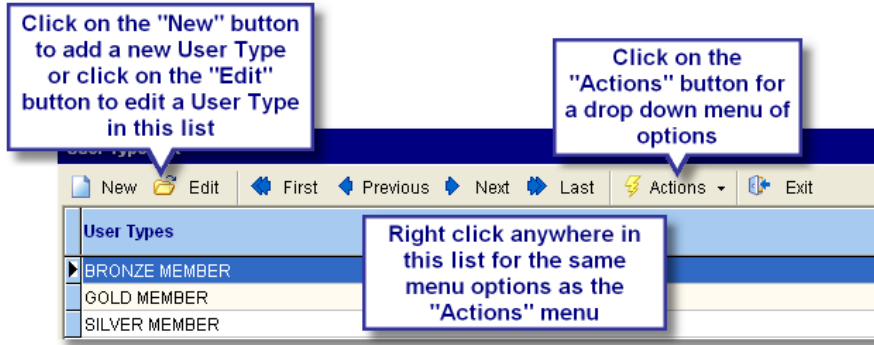 Click on the "New" button
to add a new User Type
or click on the "Edit"
button to edit a User Type
in this list
Click on the
"Actions" button for
a drop down menu of
options
New Edit First Previous Next Last Actions Exit
User Types
Right click anywhere in
this list for the same
menu options as the
"Actions" menu
BRONZE MEMBER
GOLD MEMBER
SILVER MEMBER